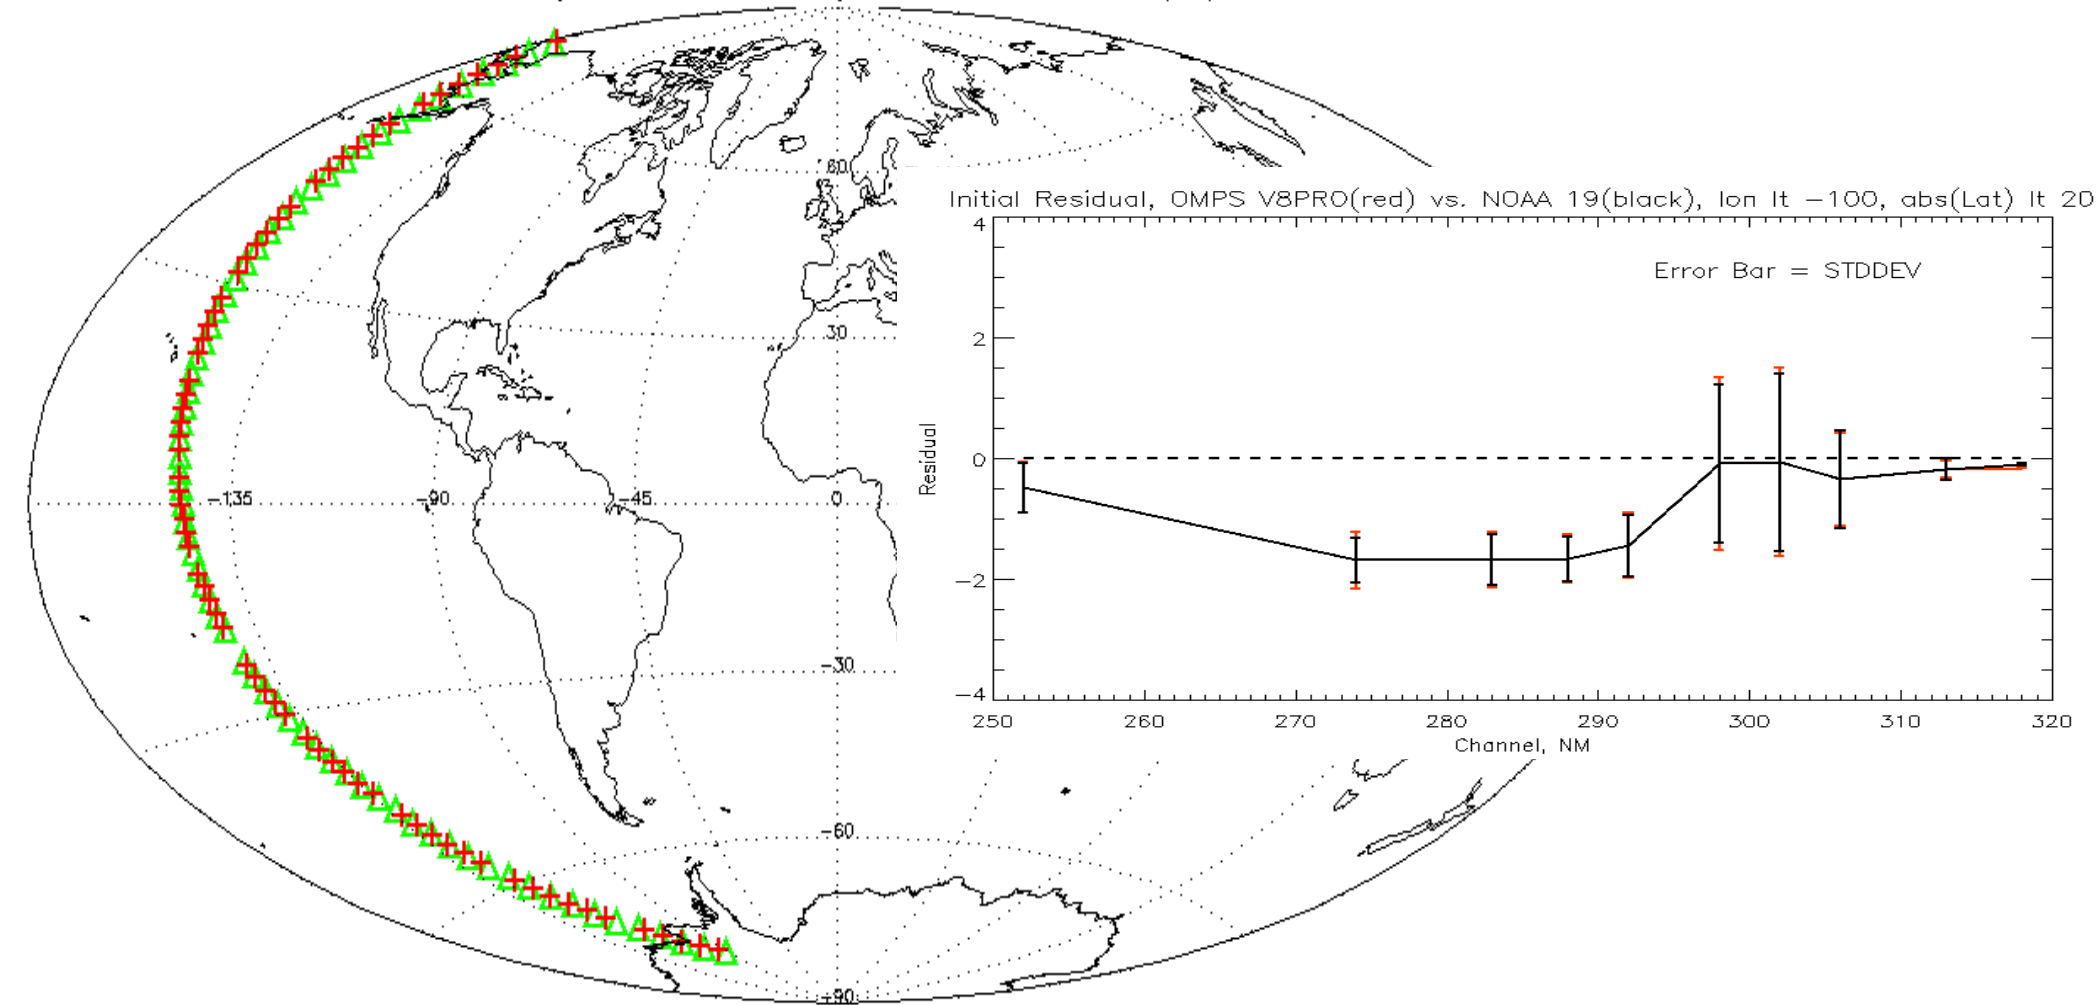 60
Initial Residual, OMPS V8PRO(red) vs. NOAA 19(black), lon lt −100, abs(Lat) lt 20
4
Error Bar = STDDEV
30
2
Residual
0
−135 −90 −45 0
−2
−30
−4
250 260 270 280 290 300 310 320
Channel, NM
−60
−90